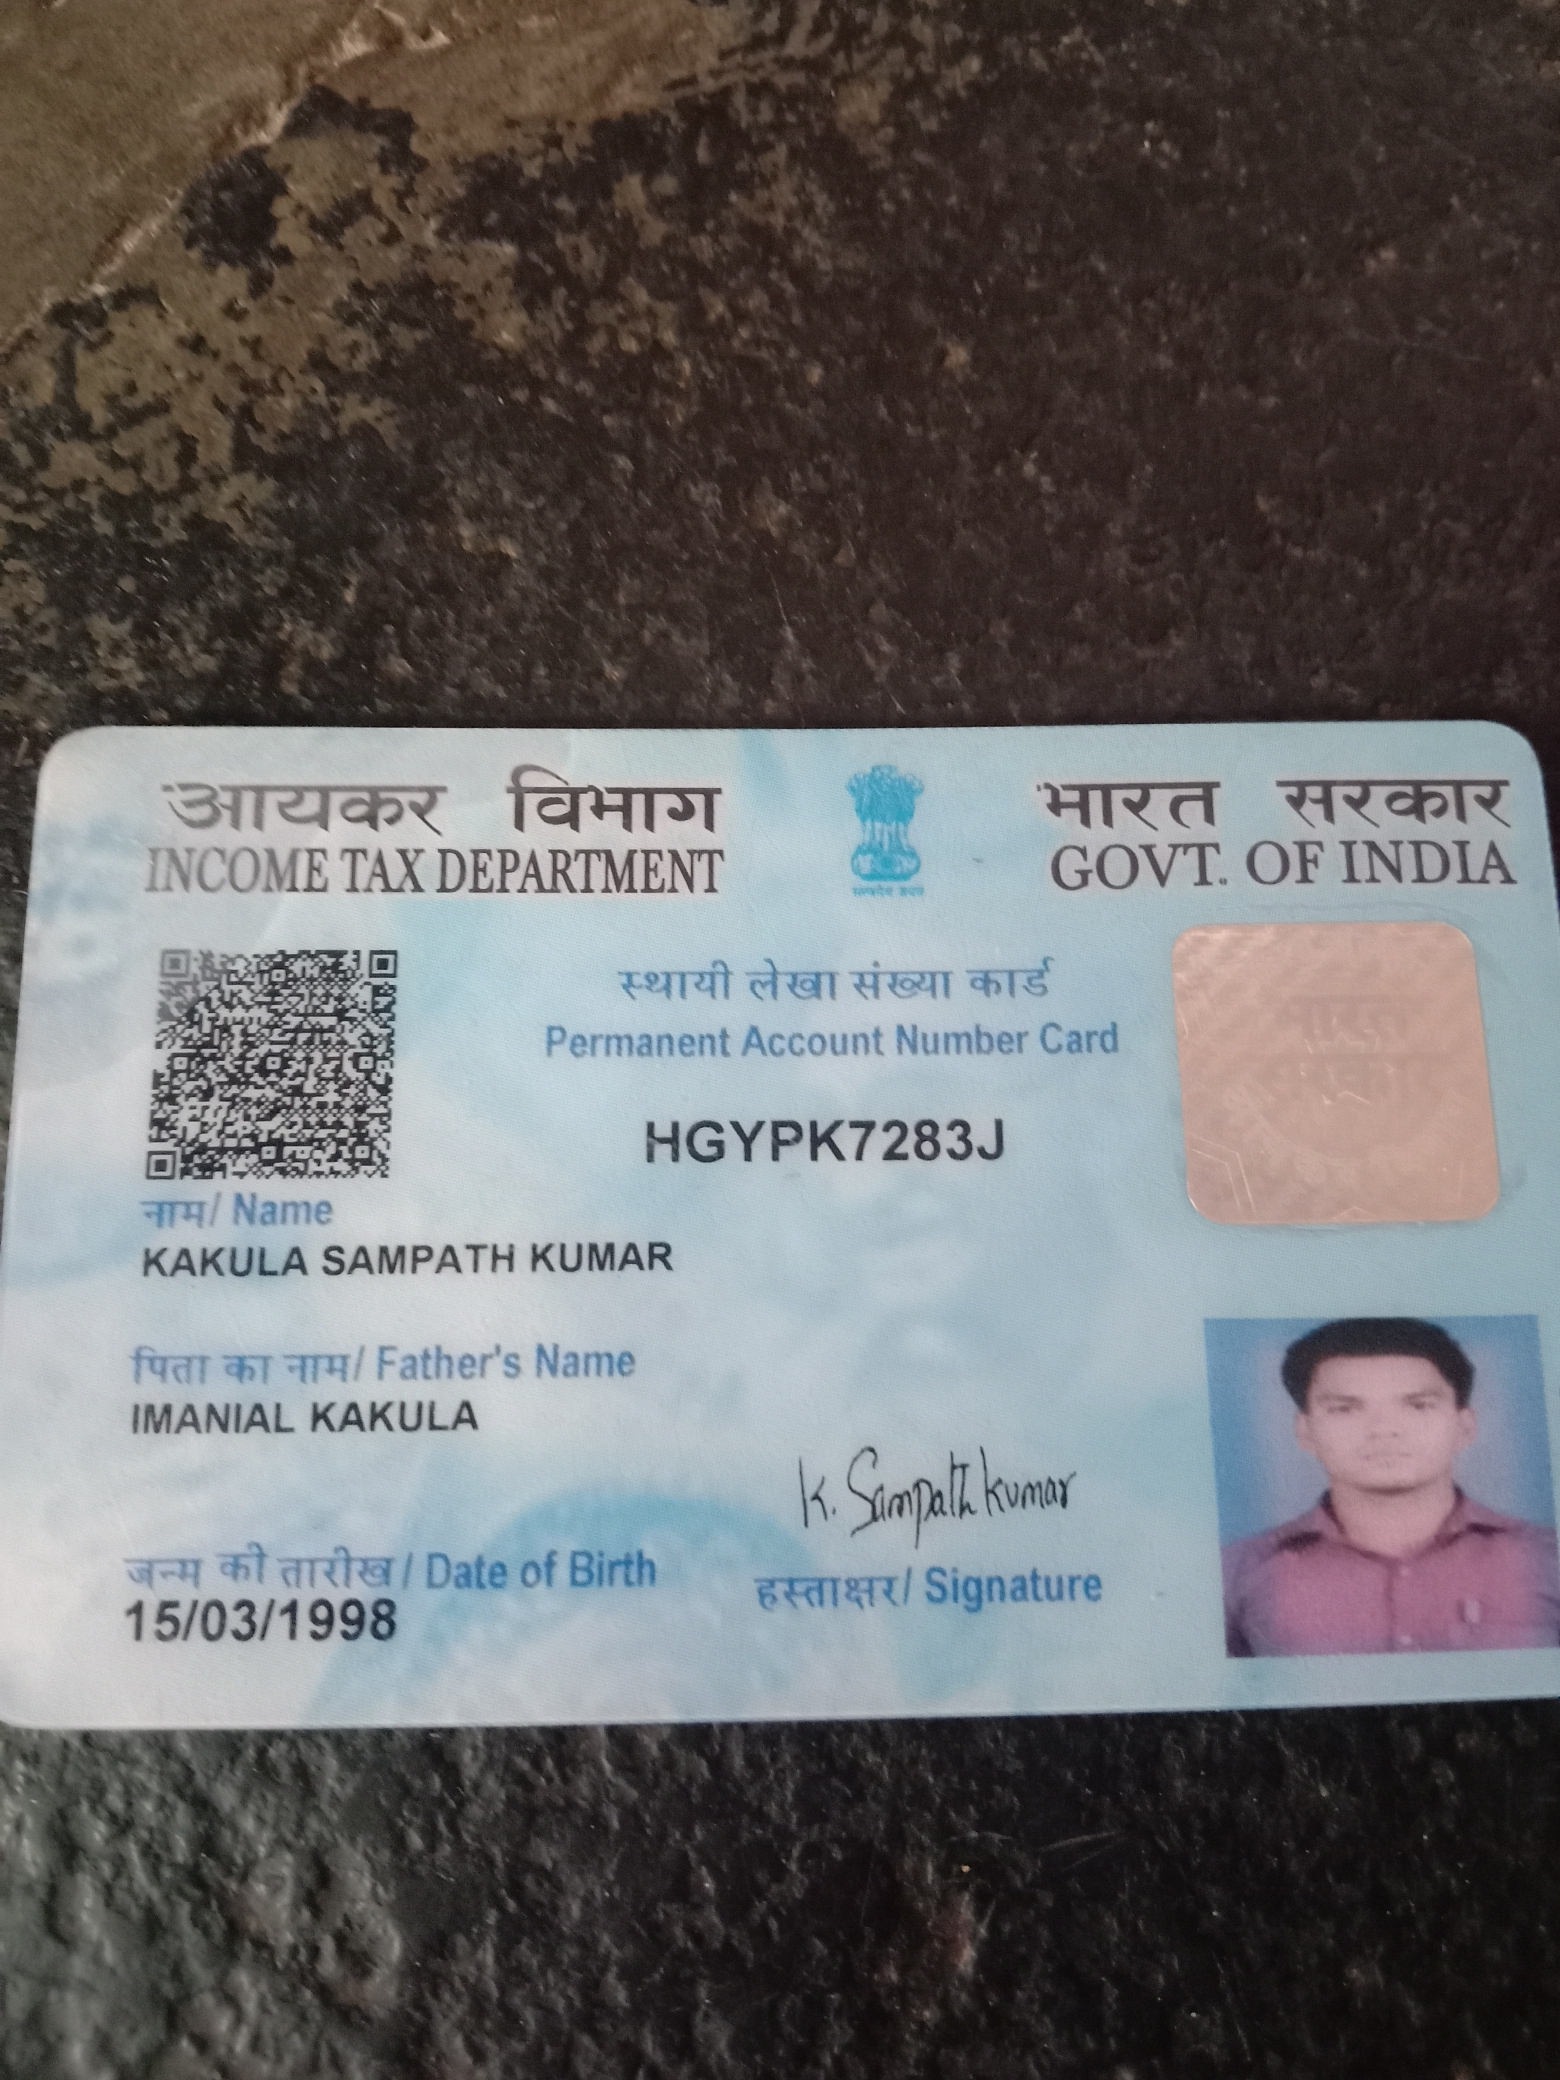 आयकर विभाग
INCOME TAX DEPARTMENT
भारत सरकार
GOVT. OF INDIA
सत्यमेव जयते
स्थायी लेखा संख्या कार्ड
Permanent Account Number Card
HGYPK7283J
नाम/ Name
KAKULA SAMPATH KUMAR
पिता का नाम/ Father's Name
IMANIAL KAKULA
जन्म की तारीख / Date of Birth
15/03/1998
K. Sampath kumar
हस्ताक्षर/ Signature